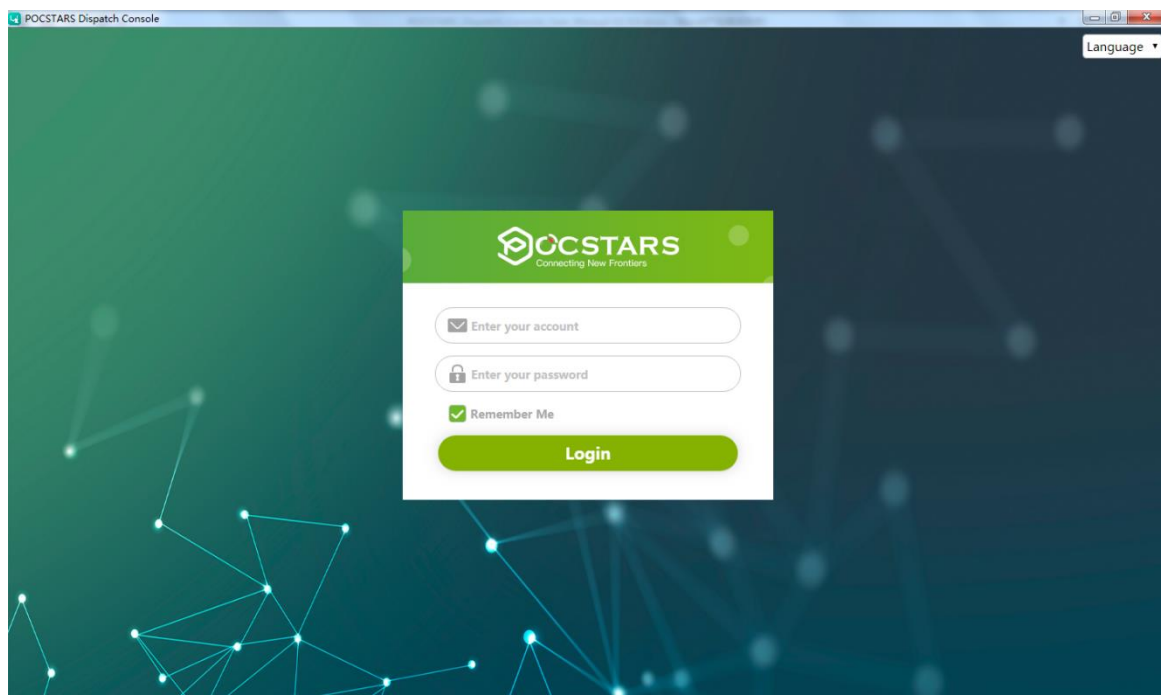 POCSTARS Dispatch Console
Language
POCSTARS
Connecting New Frontiers
Enter your account
Enter your password
Remember Me
Login